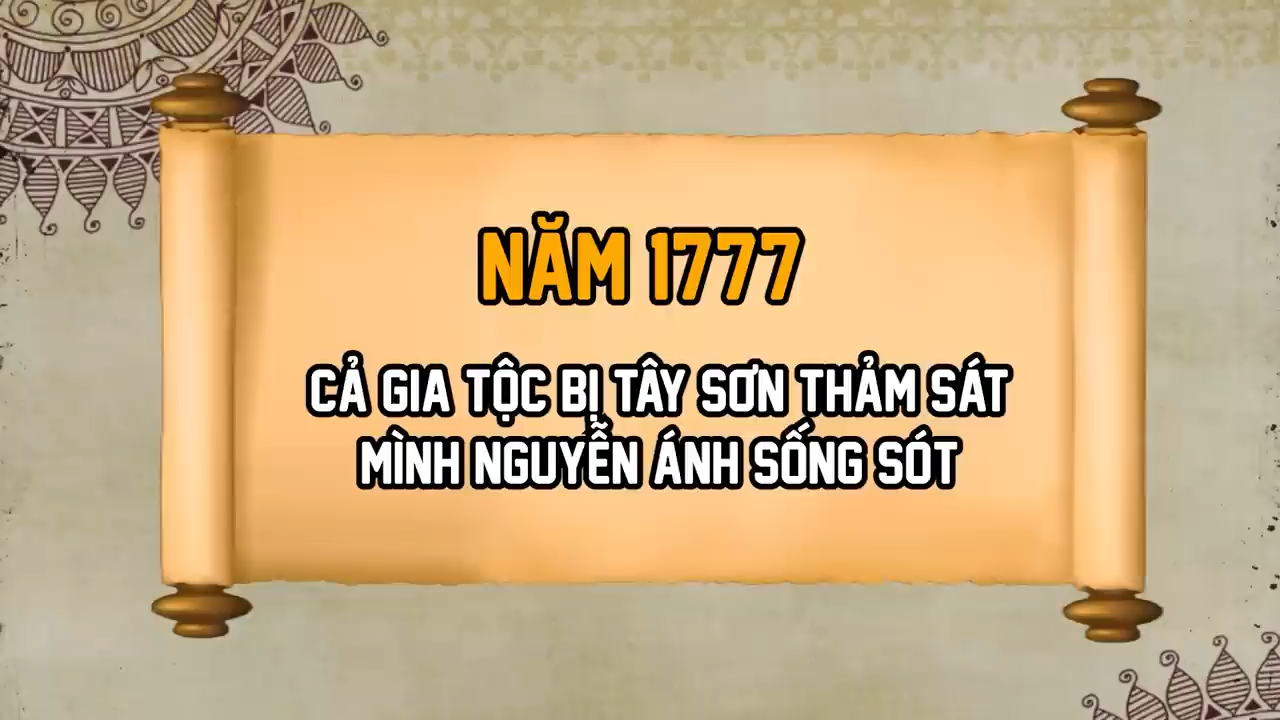 NĂM 1777
CẢ GIA TỘC BỊ TÂY SƠN THẢM SÁT
MÌNH NGUYỄN ÁNH SỐNG SÓT